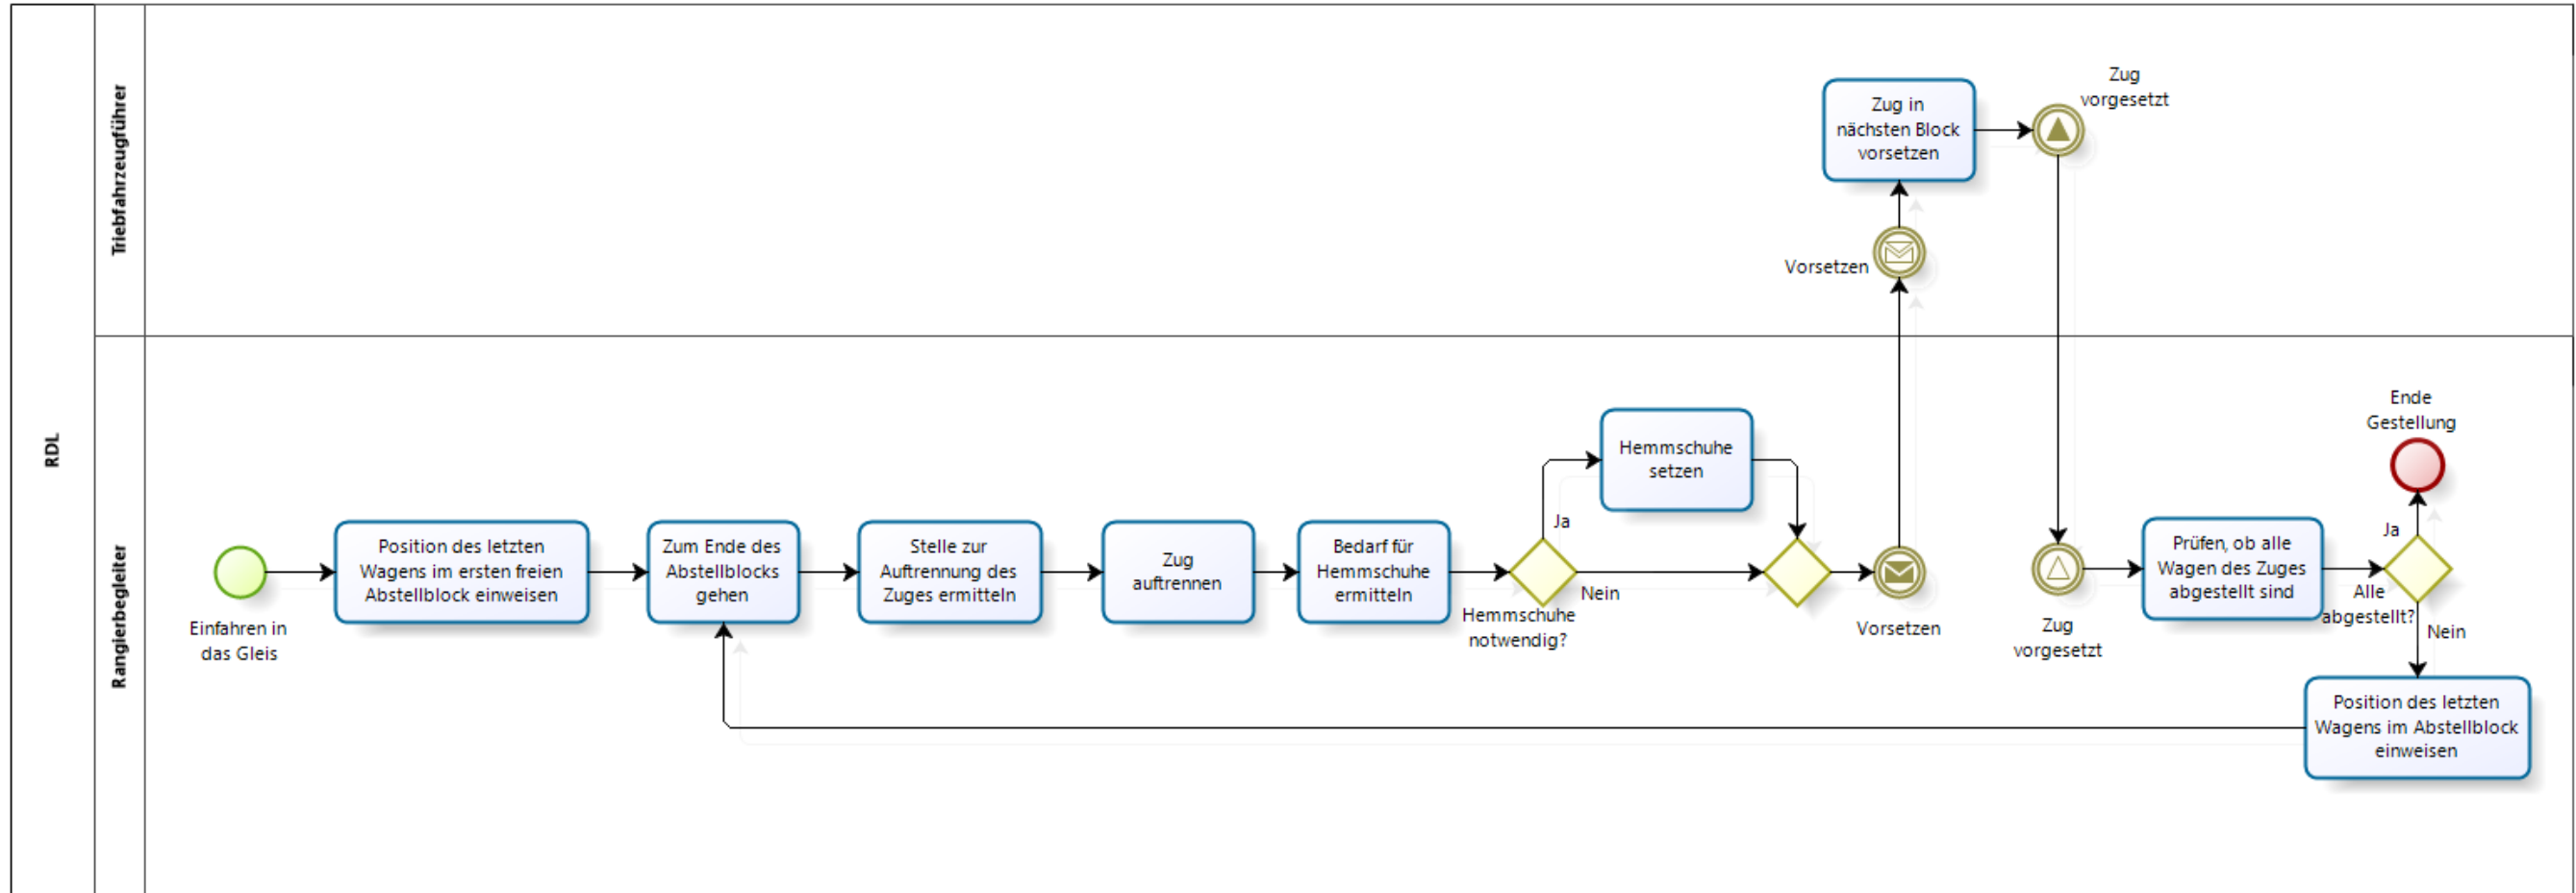 RDL
Triebfahrzeugführer
Zug in
nächsten Block
vorsetzen
Zug
vorgesetzt
Vorsetzen
Rangierbegleiter
Einfahren in
das Gleis
Position des letzten
Wagens im ersten freien
Abstellblock einweisen
Zum Ende des
Abstellblocks
gehen
Stelle zur
Auftrennung des
Zuges ermitteln
Zug
auftrennen
Bedarf für
Hemmschuhe
ermitteln
Hemmschuhe
notwendig?
Ja
Nein
Hemmschuhe
setzen
Vorsetzen
Zug
vorgesetzt
Prüfen, ob alle
Wagen des Zuges
abgestellt sind
Alle
abgestellt?
Ja
Ende
Gestellung
Nein
Position des letzten
Wagens im Abstellblock
einweisen